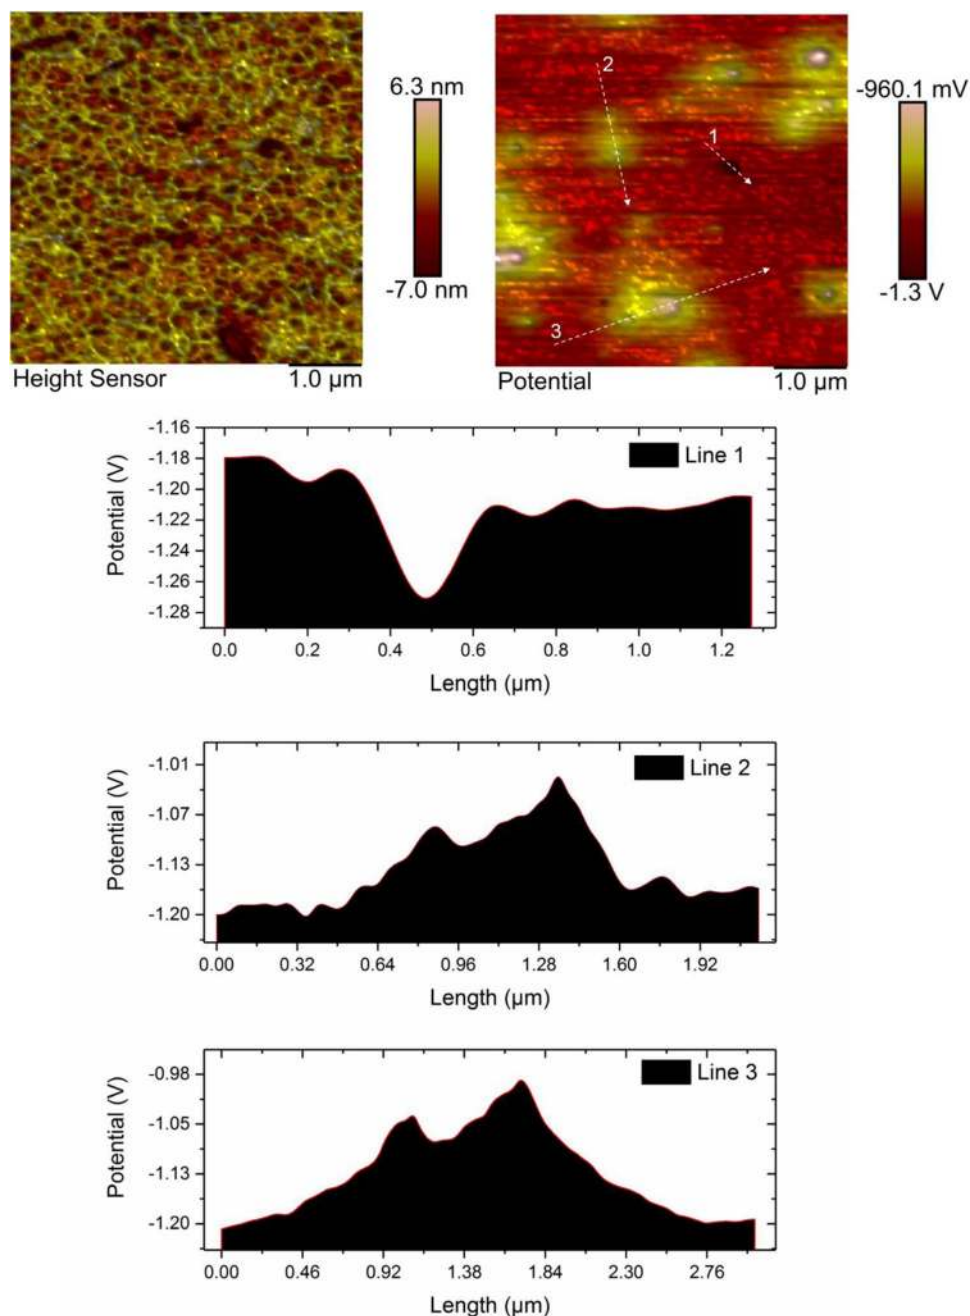 6.3 nm
-7.0 nm
Height Sensor
1.0 µm
2
1
3
-960.1 mV
-1.3 V
Potential
1.0 µm
Potential (V)
-1.16
-1.18
-1.20
-1.22
-1.24
-1.26
-1.28
Line 1
0.0 0.2 0.4 0.6 0.8 1.0 1.2
Length (µm)
Potential (V)
-1.01
-1.07
-1.13
-1.20
Line 2
0.00 0.32 0.64 0.96 1.28 1.60 1.92
Length (µm)
Potential (V)
-0.98
-1.05
-1.13
-1.20
Line 3
0.00 0.46 0.92 1.38 1.84 2.30 2.76
Length (µm)